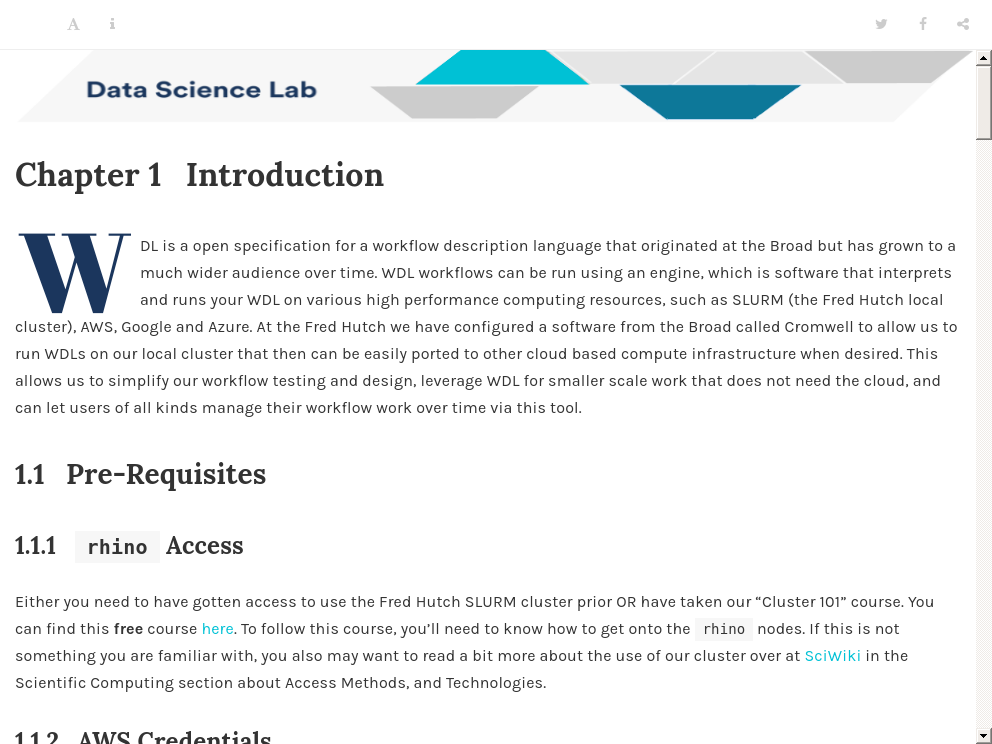 Data Science Lab
Chapter 1 Introduction
WDL is a open specification for a workflow description language that originated at the Broad but has grown to a
much wider audience over time. WDL workflows can be run using an engine, which is software that interprets
and runs your WDL on various high performance computing resources, such as SLURM (the Fred Hutch local
cluster), AWS, Google and Azure. At the Fred Hutch we have configured a software from the Broad called Cromwell to allow us to
run WDLs on our local cluster that then can be easily ported to other cloud based compute infrastructure when desired. This
allows us to simplify our workflow testing and design, leverage WDL for smaller scale work that does not need the cloud, and
can let users of all kinds manage their workflow work over time via this tool.
1.1 Pre-Requisites
1.1.1 rhino Access
Either you need to have gotten access to use the Fred Hutch SLURM cluster prior OR have taken our “Cluster 101” course. You
can find this free course here. To follow this course, you’ll need to know how to get onto the rhino nodes. If this is not
something you are familiar with, you also may want to read a bit more about the use of our cluster over at SciWiki in the
Scientific Computing section about Access Methods, and Technologies.
1.1.2 AWS Credentials